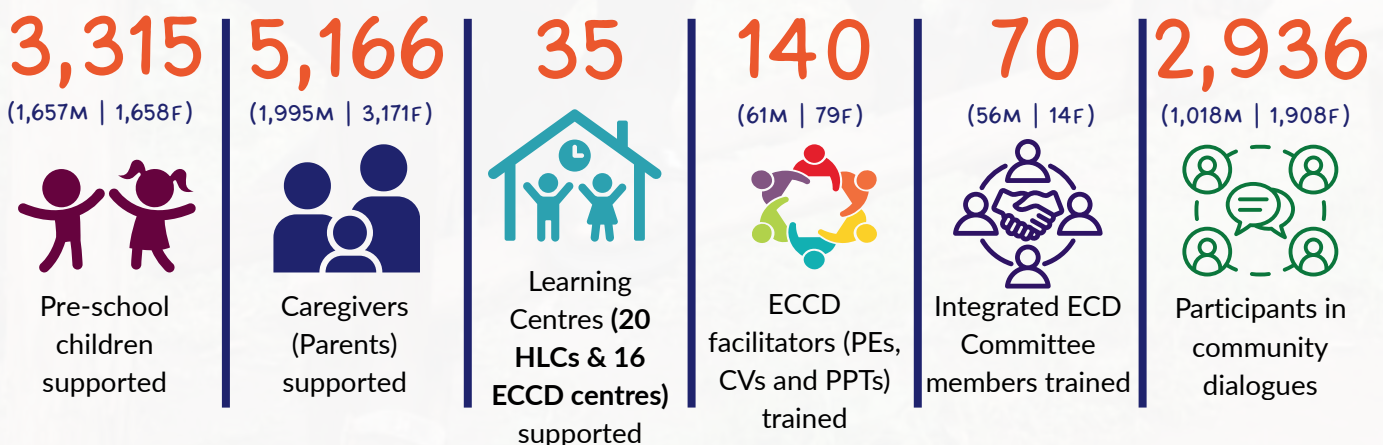 3,315
(1,657M | 1,658F)
Pre-school
children
supported
5,166
(1,995M | 3,171F)
Caregivers
(Parents)
supported
35
Learning
Centres (20
HLCs & 16
ECCD centres)
supported
140
(61M | 79F)
ECCD
facilitators (PEs,
CVs and PPTs)
trained
70
(56M | 14F)
Integrated ECD
Committee
members trained
2,936
(1,018M | 1,908F)
Participants in
community
dialogues